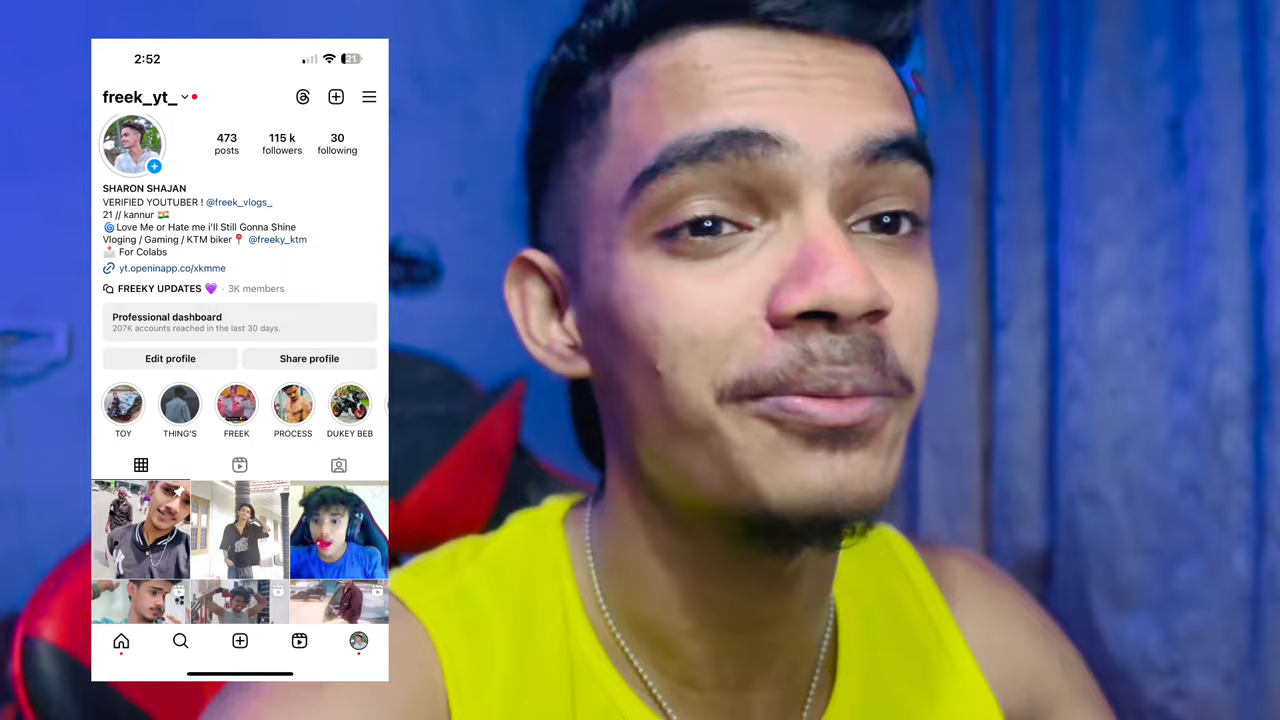 2:52
21
freek_yt_
473 115 k 30
posts followers following
SHARON SHAJAN
VERIFIED YOUTUBER ! @freek_vlogs_
21 // kannur
Love Me or Hate me i'll Still Gonna Shine
Vloging / Gaming / KTM biker @freeky_ktm
For Colabs
yt.openinapp.co/xkmme
FREEKY UPDATES · 3K members
Professional dashboard
207K accounts reached in the last 30 days.
Edit profile Share profile
TOY THING'S FREEK PROCESS DUKEY BEB